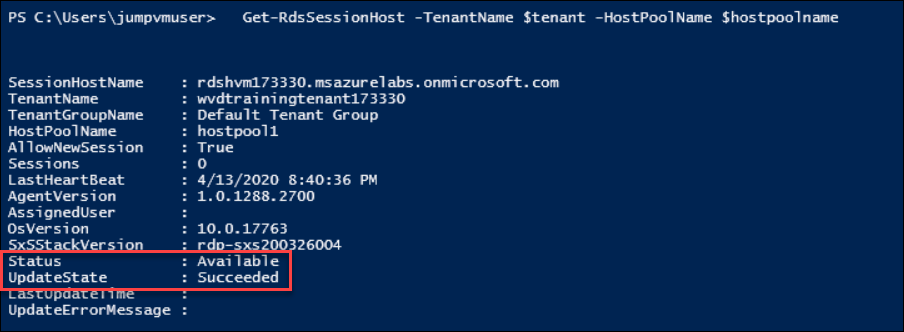 PS C:\Users\jumpvmuser>   Get-RdsSessionHost -TenantName $tenant -HostPoolName $hostpoolname
SessionHostName    : rdshvm173330.msazurelabs.onmicrosoft.com
TenantName         : wvdtrainingtenant173330
TenantGroupName    : Default Tenant Group
HostPoolName       : hostpool1
AllowNewSession    : True
Sessions           : 0
LastHeartBeat      : 4/13/2020 8:40:36 PM
AgentVersion       : 1.0.1288.2700
AssignedUser       :
OsVersion          : 10.0.17763
SxSStackVersion    : rdp-sxs200326004
Status             : Available
UpdateState        : Succeeded
LastUpdateTime     :
UpdateErrorMessage :